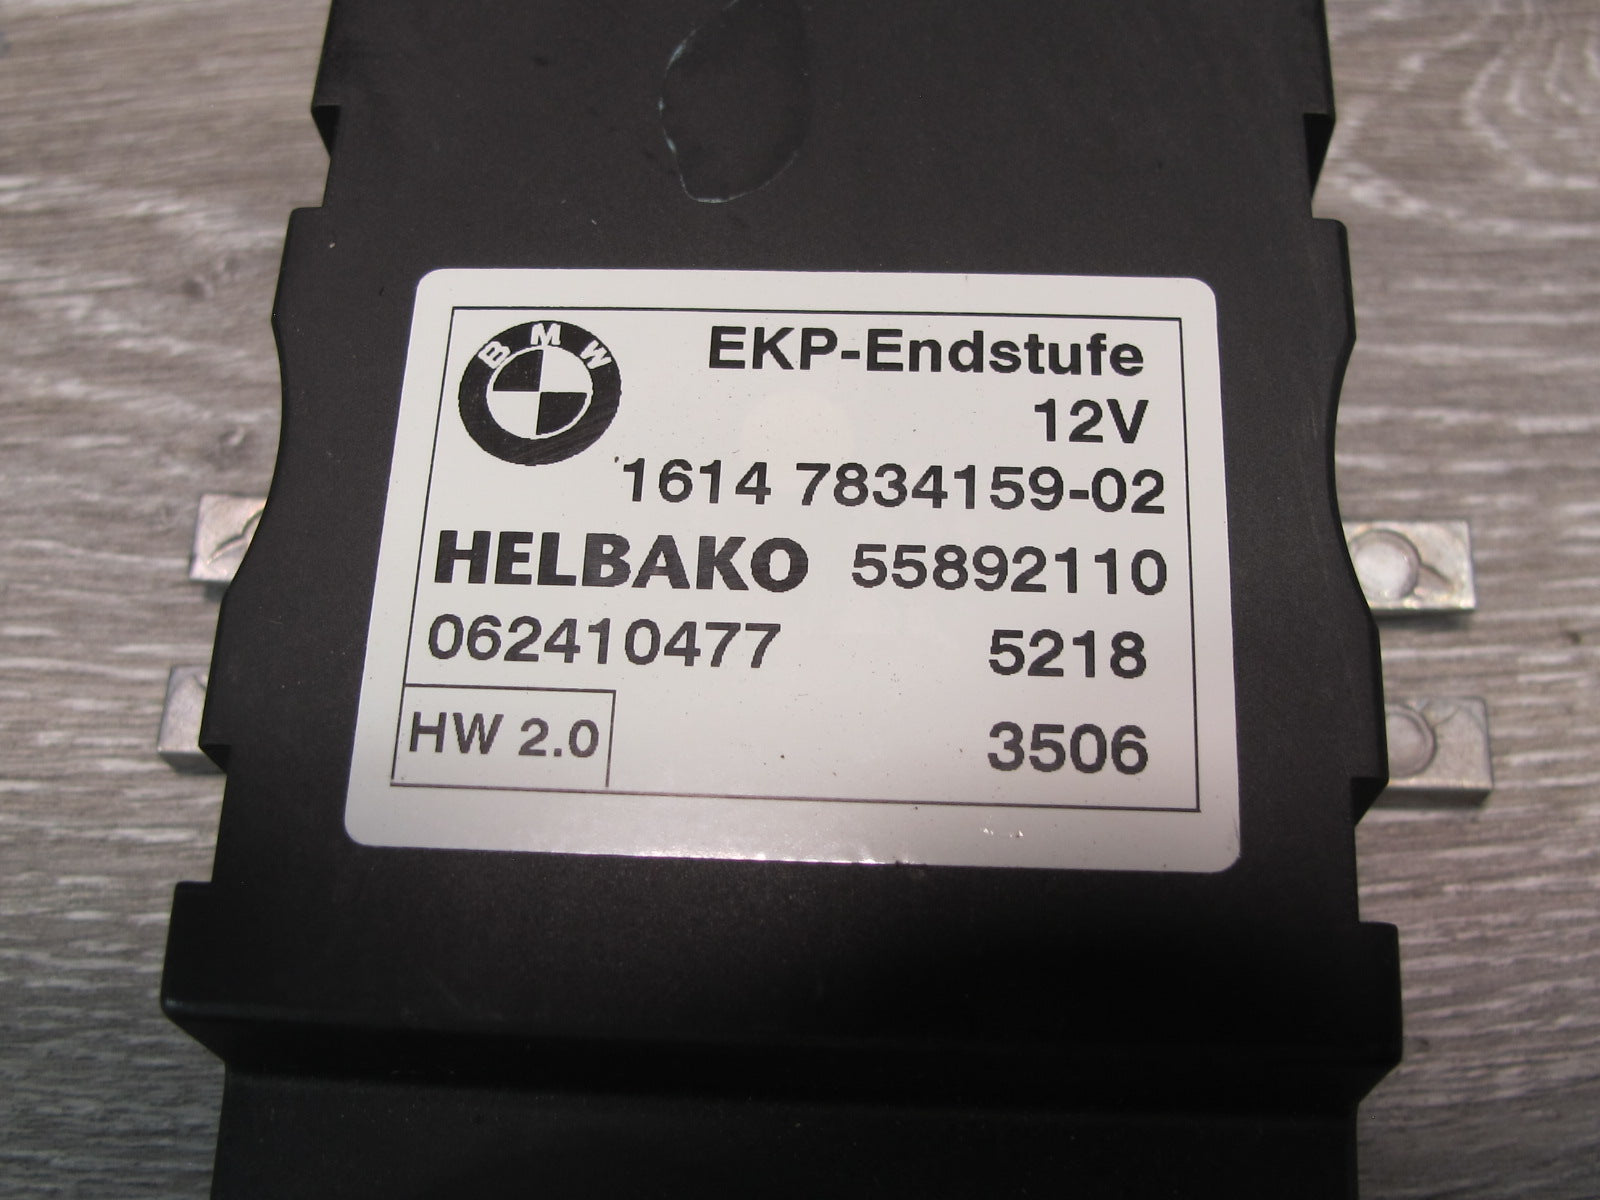 BMW
EKP-Endstufe
12V
1614 7834159-02
HELBAKO 55892110
062410477 5218
HW 2.0 3506